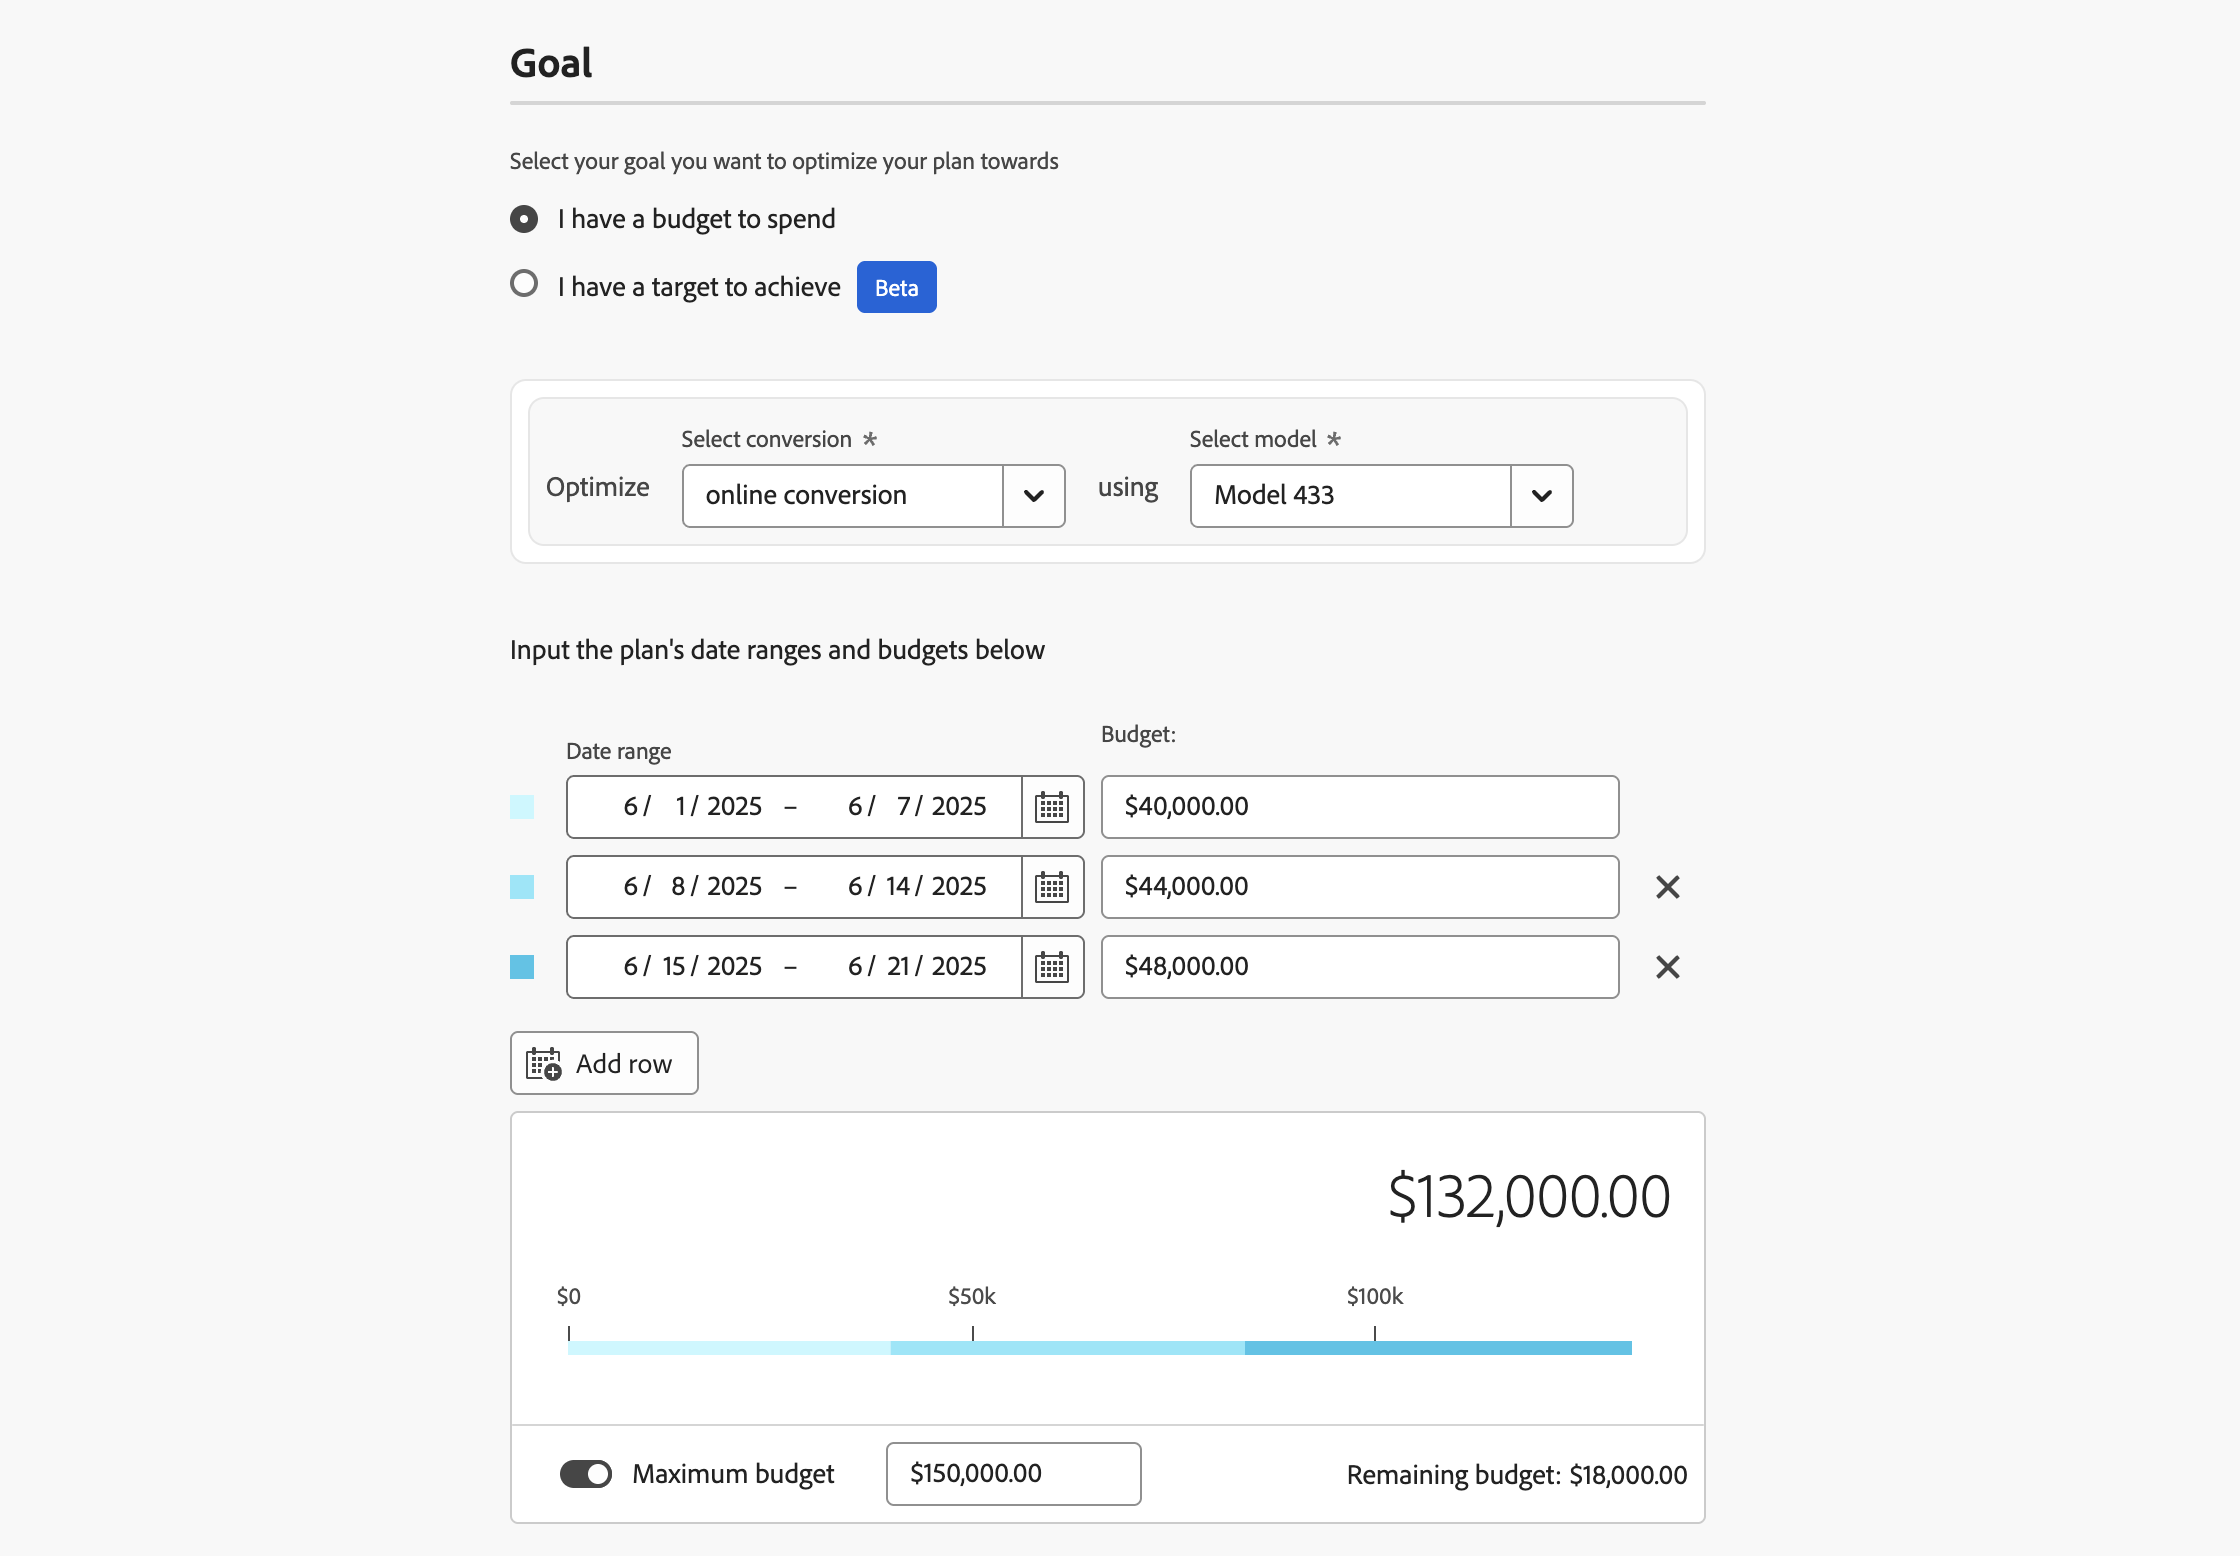 Goal
Select your goal you want to optimize your plan towards
I have a budget to spend
I have a target to achieve Beta
Select conversion *
Select model *
Optimize online conversion using Model 433
Input the plan's date ranges and budgets below
Date range Budget:
6/ 1/ 2025 – 6/ 7/ 2025 $40,000.00
6/ 8/ 2025 – 6/ 14/ 2025 $44,000.00
6/ 15/ 2025 – 6/ 21/ 2025 $48,000.00
Add row
$132,000.00
$0 $50k $100k
Maximum budget $150,000.00 Remaining budget: $18,000.00